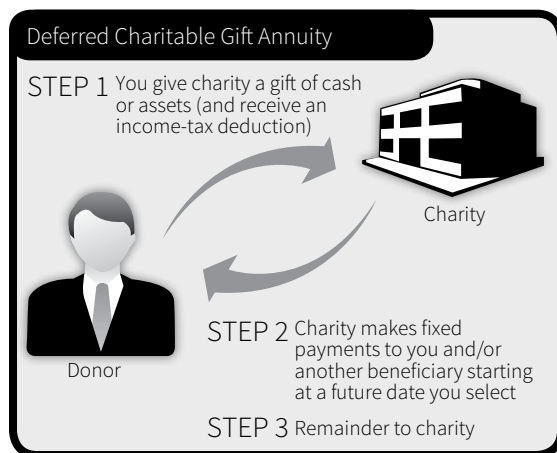 Deferred Charitable Gift Annuity
STEP 1 You give charity a gift of cash
or assets (and receive an
income-tax deduction)
Charity
Donor
STEP 2 Charity makes fixed
payments to you and/or
another beneficiary starting
at a future date you select
STEP 3 Remainder to charity